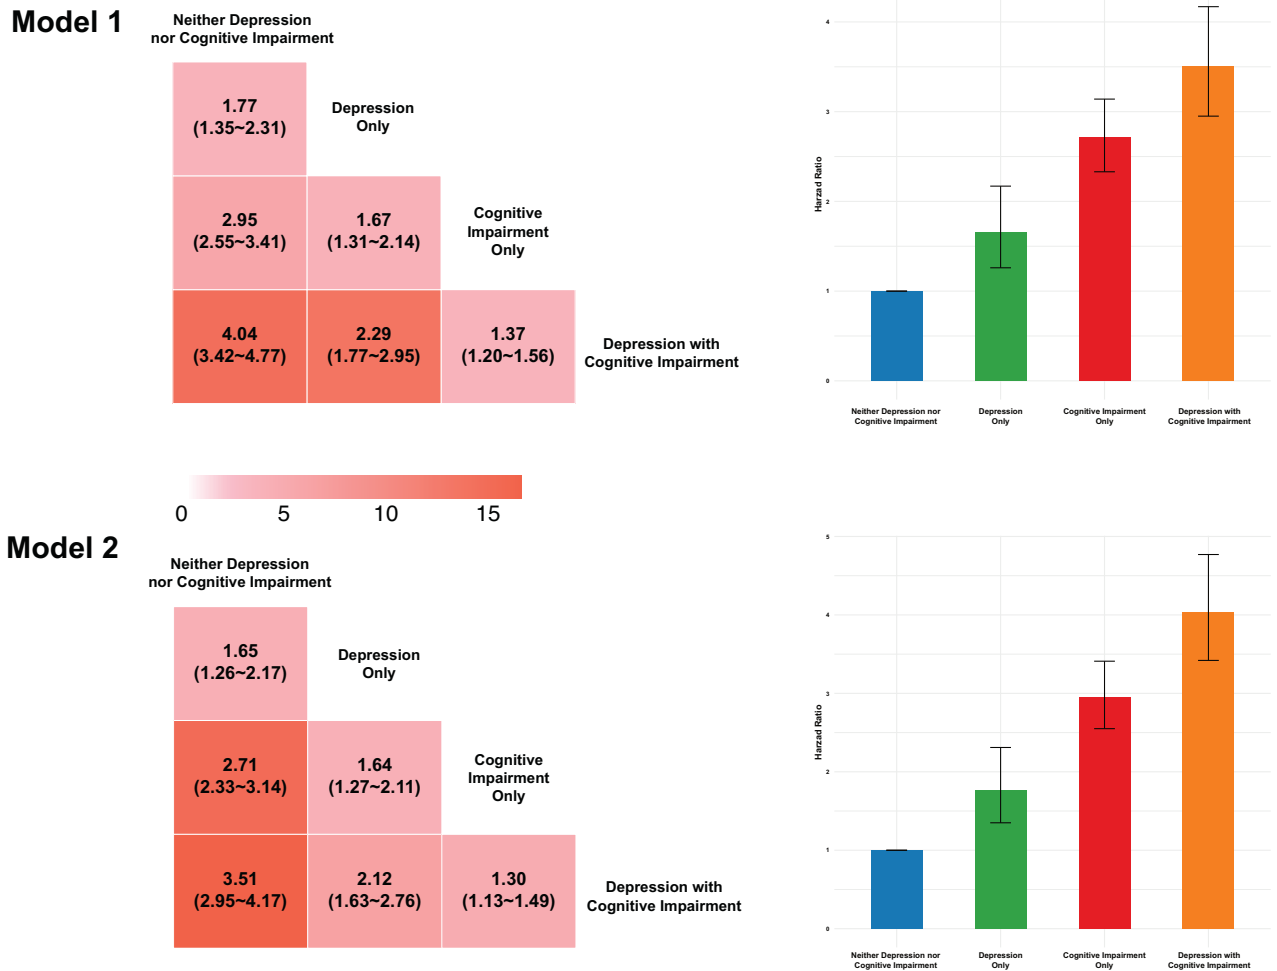 Model 1
Neither Depression
nor Cognitive Impairment
1.77
(1.35~2.31)
Depression
Only
2.95
(2.55~3.41)
1.67
(1.31~2.14)
Cognitive
Impairment
Only
4.04
(3.42~4.77)
2.29
(1.77~2.95)
1.37
(1.20~1.56)
Depression with
Cognitive Impairment
0 5 10 15
4
3
2
1
0
Harzad Ratio
Neither Depression nor
Cognitive Impairment
Depression
Only
Cognitive Impairment
Only
Depression with
Cognitive Impairment
Model 2
Neither Depression
nor Cognitive Impairment
1.65
(1.26~2.17)
Depression
Only
2.71
(2.33~3.14)
1.64
(1.27~2.11)
Cognitive
Impairment
Only
3.51
(2.95~4.17)
2.12
(1.63~2.76)
1.30
(1.13~1.49)
Depression with
Cognitive Impairment
5
4
3
2
1
0
Harzad Ratio
Neither Depression nor
Cognitive Impairment
Depression
Only
Cognitive Impairment
Only
Depression with
Cognitive Impairment